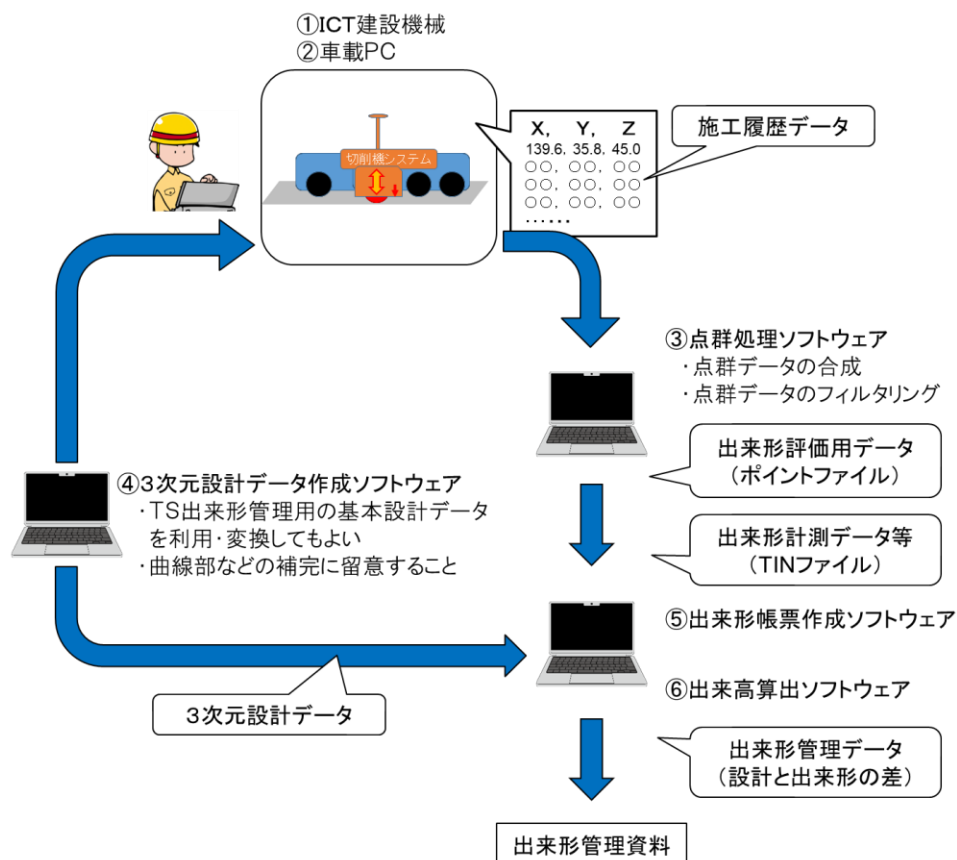 ①ICT建設機械
②車載PC
切削機システム
X, Y, Z
139.6. 35.8, 45.0
○○, ○○, ○○
○○, ○○, ○○
○○, ○○, ○○
……
施工履歴データ
③点群処理ソフトウェア
・点群データの合成
・点群データのフィルタリング
出来形評価用データ
（ポイントファイル）
④３次元設計データ作成ソフトウェア
・TS出来形管理用の基本設計データ
を利用・変換してもよい
・曲線部などの補完に留意すること
出来形計測データ等
（TINファイル）
⑤出来形帳票作成ソフトウェア
⑥出来高算出ソフトウェア
３次元設計データ
出来形管理データ
（設計と出来形の差）
出来形管理資料